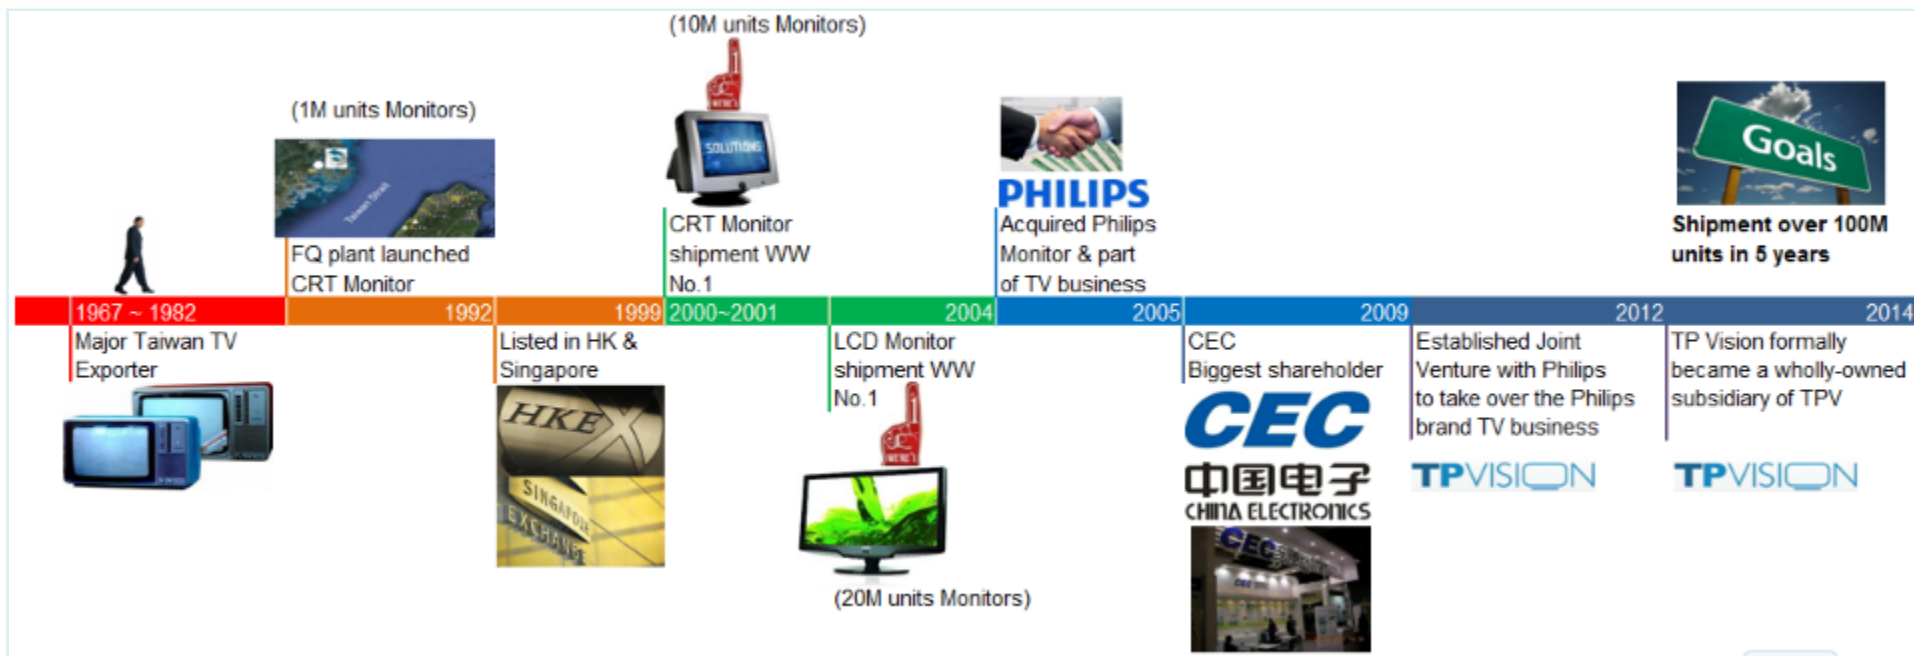 (10M units Monitors)
(1M units Monitors)
Taiwan Strait
SOLUTIONS
PHILIPS
Goals
FQ plant launched
CRT Monitor
CRT Monitor
shipment WW
No.1
Acquired Philips
Monitor & part
of TV business
Shipment over 100M
units in 5 years
1967 ~ 1982
1992
1999
2000~2001
2004
2005
2009
2012
2014
Major Taiwan TV
Exporter
Listed in HK &
Singapore
HKEX
SINGAPORE
EXCHANGE
LCD Monitor
shipment WW
No.1
(20M units Monitors)
CEC
Biggest shareholder
CEC
中国电子
CHINA ELECTRONICS
CEC
Established Joint
Venture with Philips
to take over the Philips
brand TV business
TPVISION
TP Vision formally
became a wholly-owned
subsidiary of TPV
TPVISION